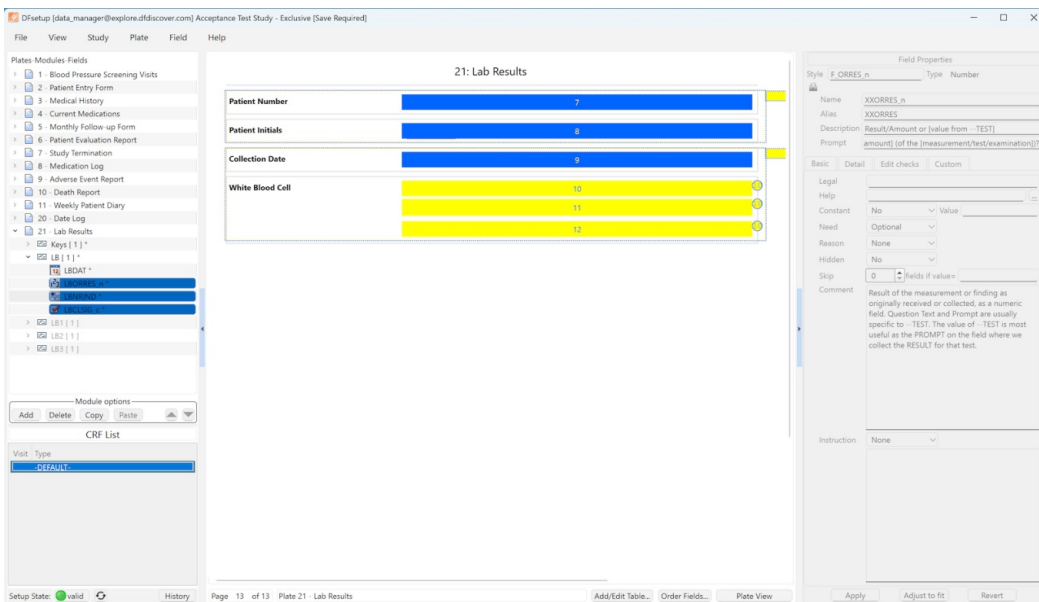 DFsetup [data_manager@explore.dfdiscover.com] Acceptance Test Study - Exclusive [Save Required]
File View Study Plate Field Help
Plates-Modules-Fields
1 - Blood Pressure Screening Visits
2 - Patient Entry Form
3 - Medical History
4 - Current Medications
5 - Monthly Follow-up Form
6 - Patient Evaluation Report
7 - Study Termination
8 - Medication Log
9 - Adverse Event Report
10 - Death Report
11 - Weekly Patient Diary
20 - Date Log
21 - Lab Results
Keys [ 1 ] *
LB [ 1 ] *
LBDAT *
LBORRES_n *
LBNRIND *
LBCLSIG_c *
LB1 [ 1 ]
LB2 [ 1 ]
LB3 [ 1 ]
Module options
Add Delete Copy Paste
CRF List
Visit Type
-DEFAULT-
Setup State: valid History
21: Lab Results
Patient Number 7
Patient Initials 8
Collection Date 9
White Blood Cell 10
11
12
Page 13 of 13 Plate 21 - Lab Results Add/Edit Table... Order Fields... Plate View
Field Properties
Style F_ORRES_n Type Number
Name XXORRES_n
Alias XXORRES
Description Result/Amount or [value from --TEST]
Prompt amount] (of the [measurement/test/examination])?
Basic Detail Edit checks Custom
Legal
Help ...
Constant No Value
Need Optional
Reason None
Hidden No
Skip 0 fields if value=
Comment Result of the measurement or finding as
originally received or collected, as a numeric
field. Question Text and Prompt are usually
specific to --TEST. The value of --TEST is most
useful as the PROMPT on the field where we
collect the RESULT for that test.
Instruction None
Apply Adjust to fit Revert